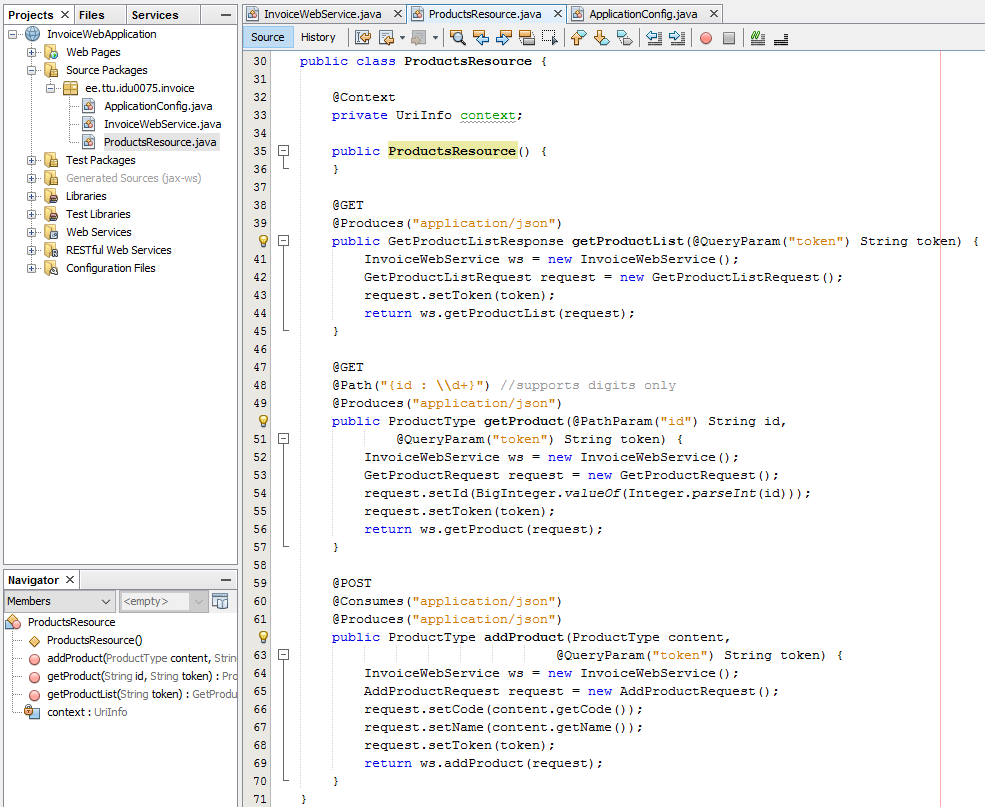 Projects
Files
Services
InvoiceWebApplication
Web Pages
Source Packages
ee.ttu.idu0075.invoice
ApplicationConfig.java
InvoiceWebService.java
ProductsResource.java
Test Packages
Generated Sources (jax-ws)
Libraries
Test Libraries
Web Services
RESTful Web Services
Configuration Files
Navigator
Members
<empty>
ProductsResource
ProductsResource()
addProduct(ProductType content, Strin
getProduct(String id, String token) : Pro
getProductList(String token) : GetProdu
context : UriInfo
InvoiceWebService.java
ProductsResource.java
ApplicationConfig.java
Source
History
30 public class ProductsResource {
31
32 @Context
33 private UriInfo context;
34
35 public ProductsResource() {
36 }
37
38 @GET
39 @Produces("application/json")
public GetProductListResponse getProductList(@QueryParam("token") String token) {
41 InvoiceWebService ws = new InvoiceWebService();
42 GetProductListRequest request = new GetProductListRequest();
43 request.setToken(token);
44 return ws.getProductList(request);
45 }
46
47 @GET
48 @Path("{id : \\d+}") //supports digits only
49 @Produces("application/json")
public ProductType getProduct(@PathParam("id") String id,
51 @QueryParam("token") String token) {
52 InvoiceWebService ws = new InvoiceWebService();
53 GetProductRequest request = new GetProductRequest();
54 request.setId(BigInteger.valueOf(Integer.parseInt(id)));
55 request.setToken(token);
56 return ws.getProduct(request);
57 }
58
59 @POST
60 @Consumes("application/json")
61 @Produces("application/json")
public ProductType addProduct(ProductType content,
63 @QueryParam("token") String token) {
64 InvoiceWebService ws = new InvoiceWebService();
65 AddProductRequest request = new AddProductRequest();
66 request.setCode(content.getCode());
67 request.setName(content.getName());
68 request.setToken(token);
69 return ws.addProduct(request);
70 }
71 }